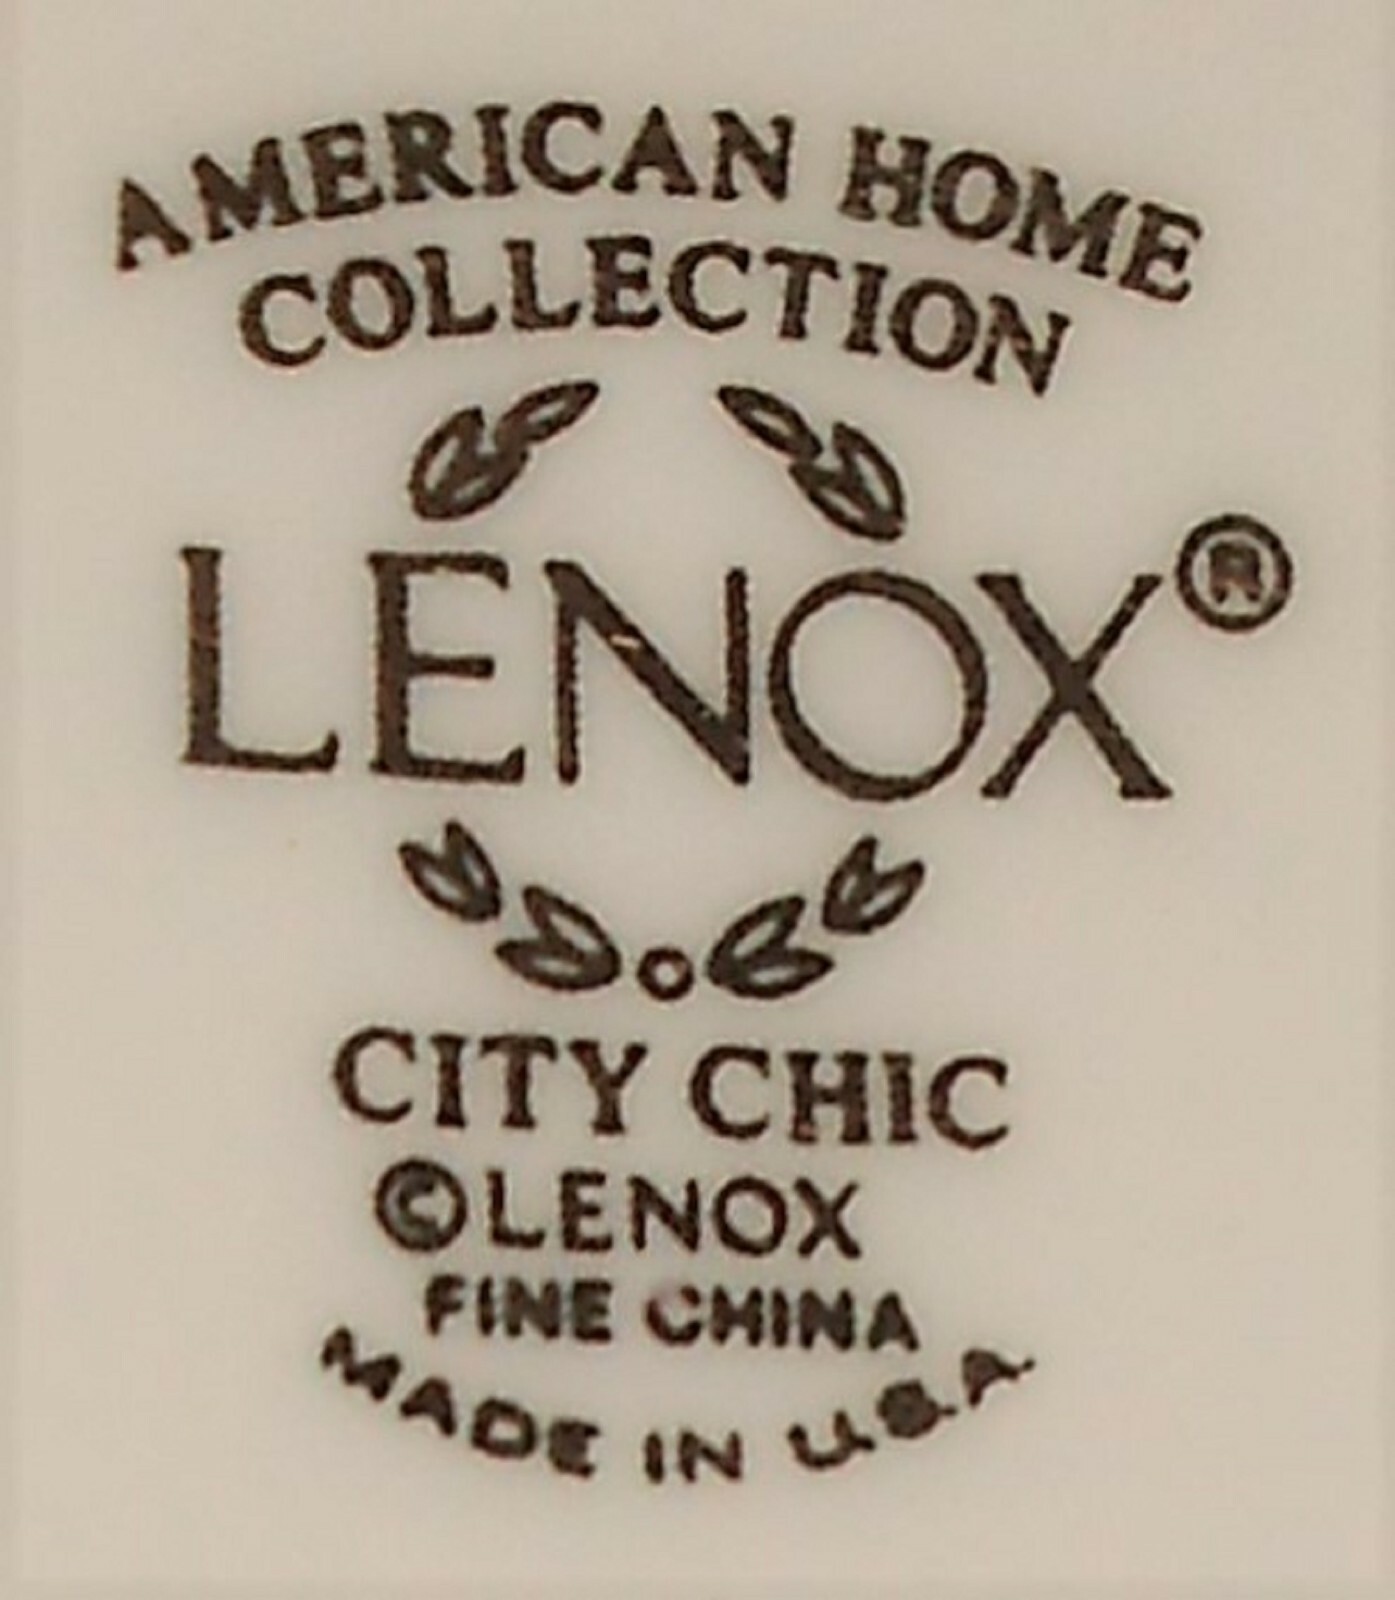 AMERICAN HOME
COLLECTION
LENOX®
CITY CHIC
©LENOX
FINE CHINA
MADE IN U.S.A.